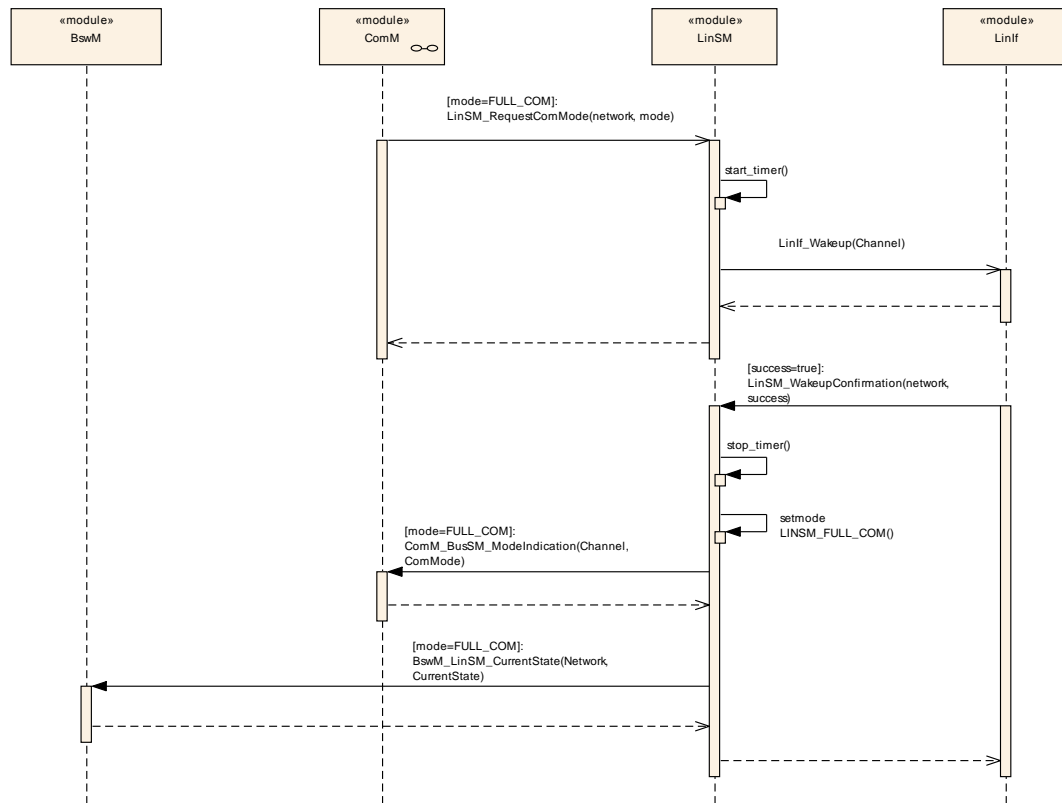 «module»
BswM
«module»
ComM
«module»
LinSM
«module»
LinIf
[mode=FULL_COM]:
LinSM_RequestComMode(network, mode)
start_timer()
LinIf_Wakeup(Channel)
[success=true]:
LinSM_WakeupConfirmation(network,
success)
stop_timer()
setmode
LINSM_FULL_COM()
[mode=FULL_COM]:
ComM_BusSM_ModeIndication(Channel,
ComMode)
[mode=FULL_COM]:
BswM_LinSM_CurrentState(Network,
CurrentState)